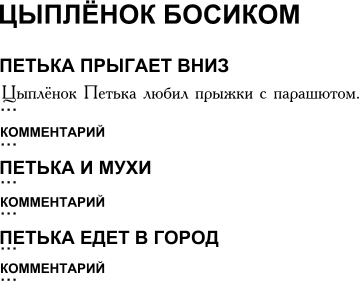 ЦЫПЛЁНОК БОСИКОМ
ПЕТЬКА ПРЫГАЕТ ВНИЗ
Цыплёнок Петька любил прыжки с парашютом.
...
КОММЕНТАРИЙ
...
ПЕТЬКА И МУХИ
...
КОММЕНТАРИЙ
...
ПЕТЬКА ЕДЕТ В ГОРОД
...
КОММЕНТАРИЙ
...